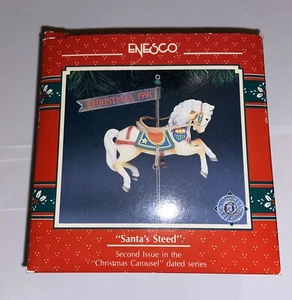 ENESCO
CHRISTMAS 1991
"Santa's Steed"
Second Issue in the
"Christmas Carousel" dated series